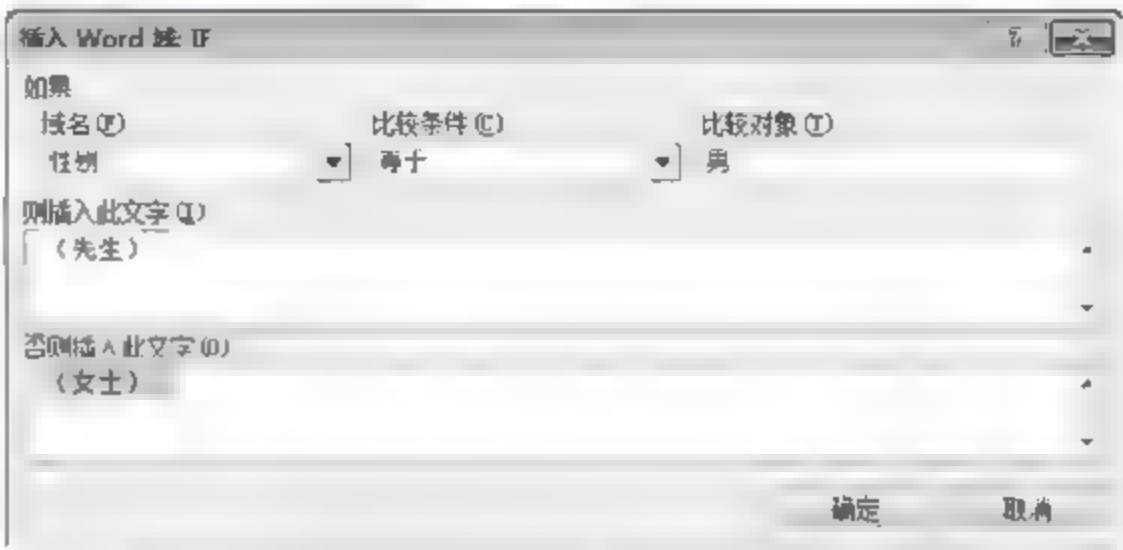 插入 Word 域: IF
如果
域名(F) 比较条件(C) 比较对象(T)
性别 等于 男
则插入此文字(I)
（先生）
否则插入此文字(O)
（女士）
确定 取消